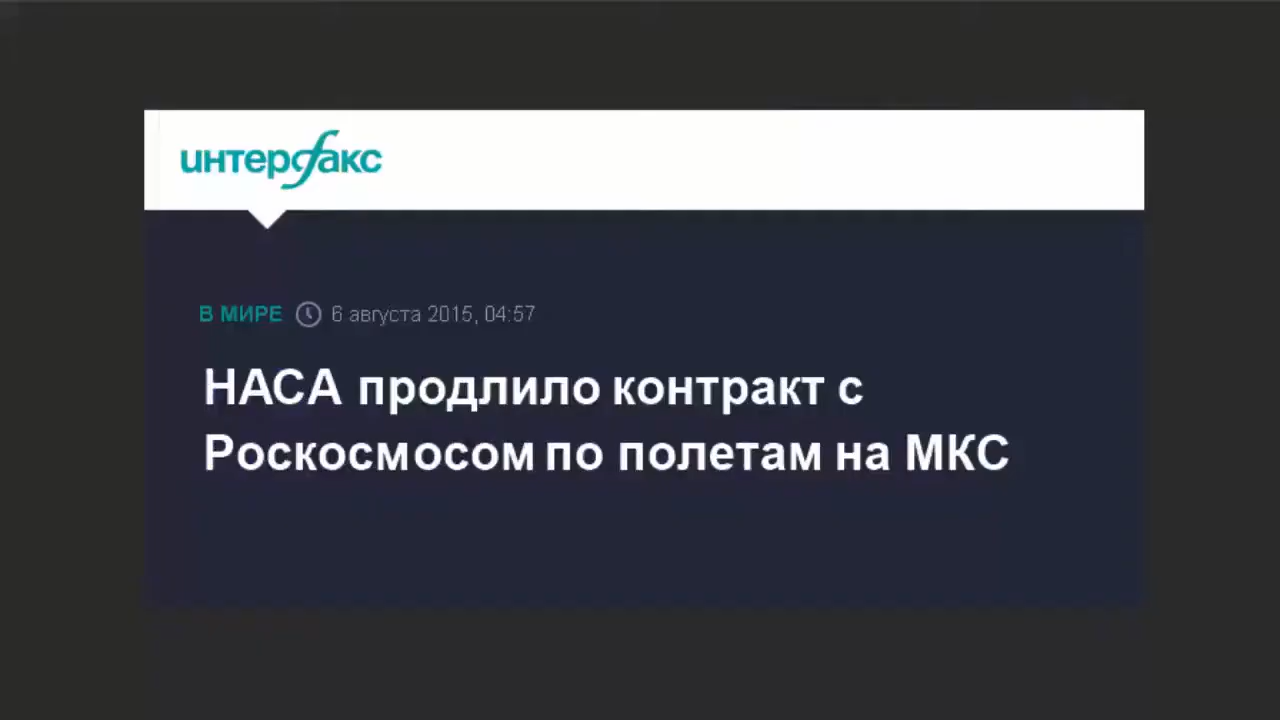 интерфакс
В МИРЕ 6 августа 2015, 04:57
НАСА продлило контракт с
Роскосмосом по полетам на МКС